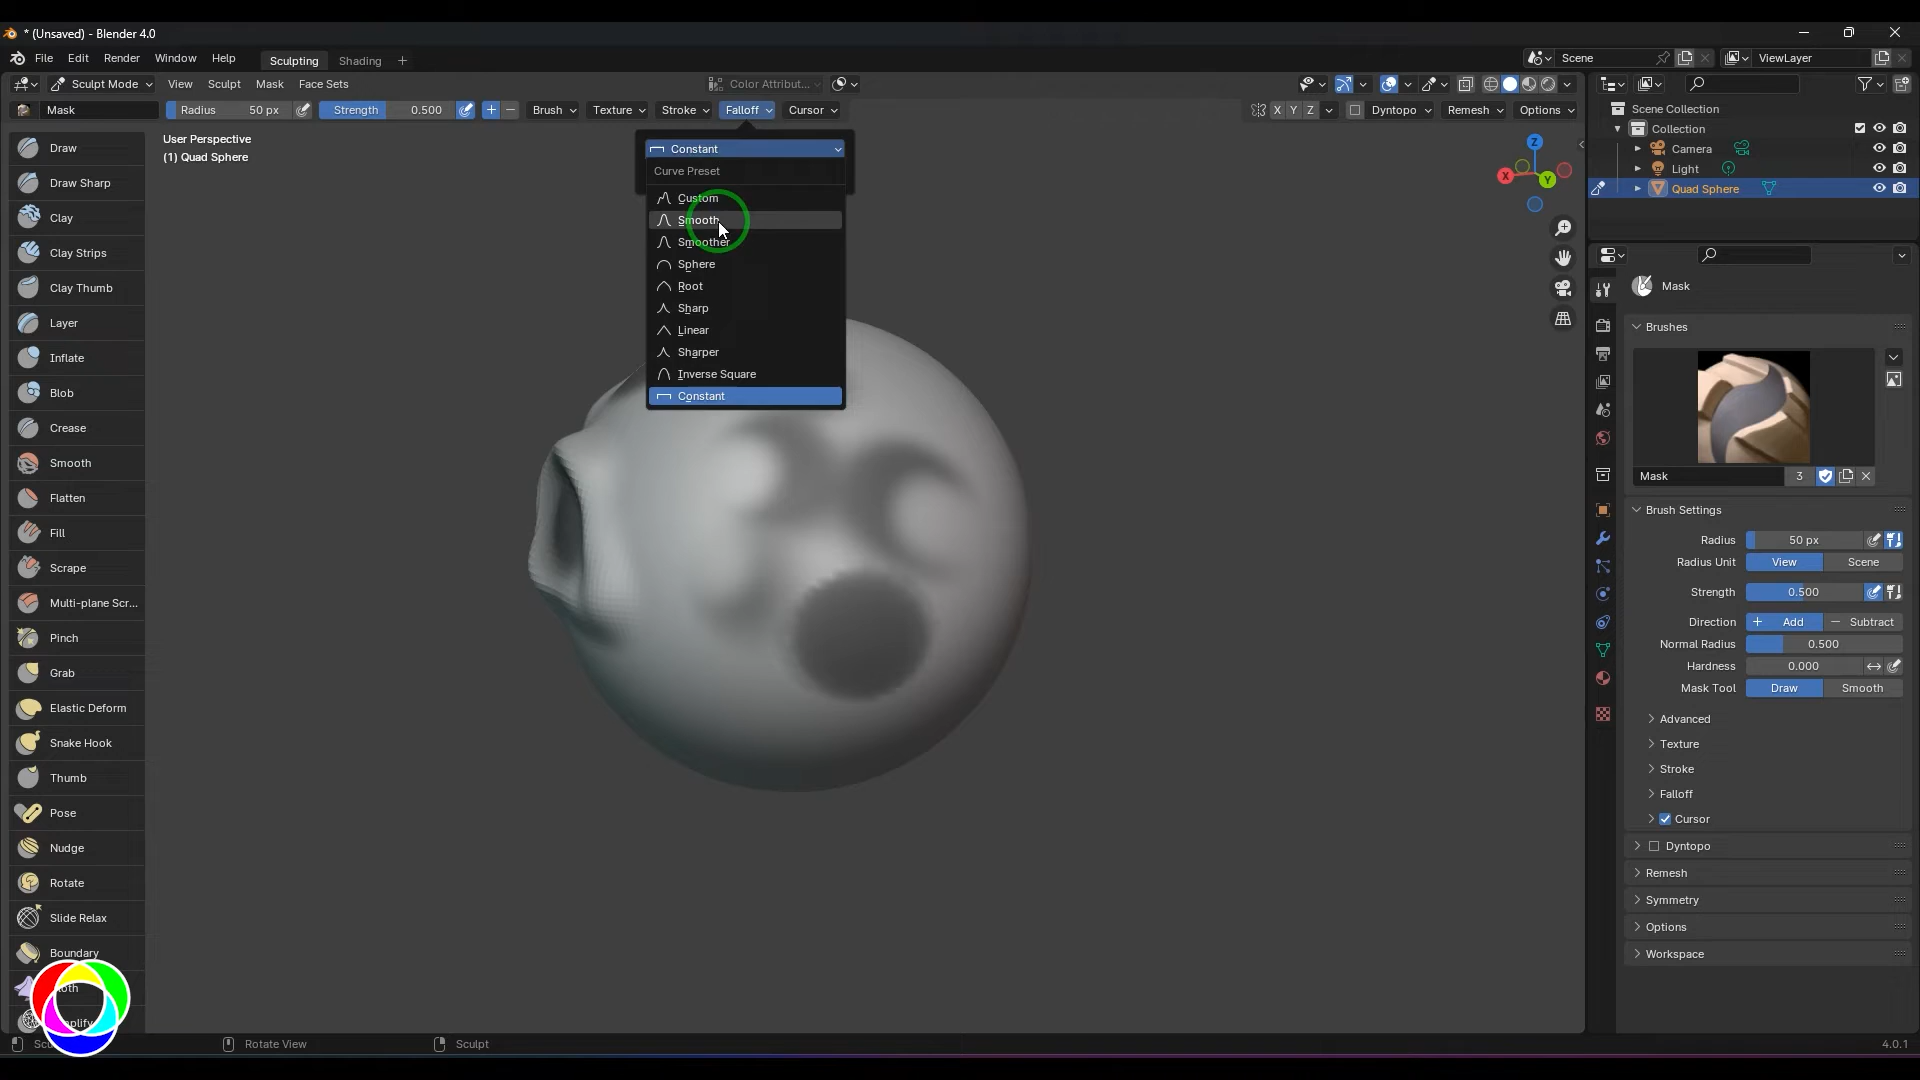 * (Unsaved) - Blender 4.0
File Edit Render Window Help Sculpting Shading + Scene ViewLayer
Sculpt Mode View Sculpt Mask Face Sets Color Attribut...
Mask Radius 50 px Strength 0.500 + − Brush Texture Stroke Falloff Cursor X Y Z Dyntopo Remesh Options
User Perspective
(1) Quad Sphere
Constant
Curve Preset
Custom
Smooth
Smoother
Sphere
Root
Sharp
Linear
Sharper
Inverse Square
Constant
Draw
Draw Sharp
Clay
Clay Strips
Clay Thumb
Layer
Inflate
Blob
Crease
Smooth
Flatten
Fill
Scrape
Multi-plane Scr...
Pinch
Grab
Elastic Deform
Snake Hook
Thumb
Pose
Nudge
Rotate
Slide Relax
Boundary
Z
X
Y
Scene Collection
Collection
Camera
Light
Quad Sphere
Mask
Brushes
Mask 3
Brush Settings
Radius 50 px
Radius Unit View Scene
Strength 0.500
Direction + Add − Subtract
Normal Radius 0.500
Hardness 0.000
Mask Tool Draw Smooth
Advanced
Texture
Stroke
Falloff
Cursor
Dyntopo
Remesh
Symmetry
Options
Workspace
Rotate View Sculpt 4.0.1